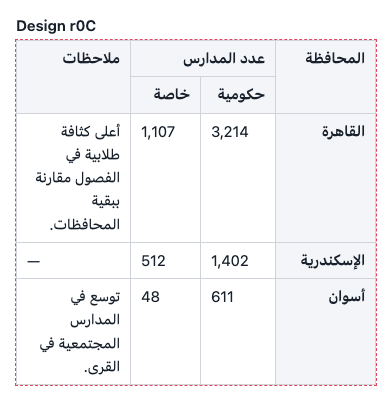 Design r0C
المحافظة عدد المدارس ملاحظات
حكومية خاصة
القاهرة 3,214 1,107 أعلى كثافة
طلابية في
الفصول مقارنة
ببقية
المحافظات.
الإسكندرية 1,402 512 —
أسوان 611 48 توسع في
المدارس
المجتمعية في
القرى.